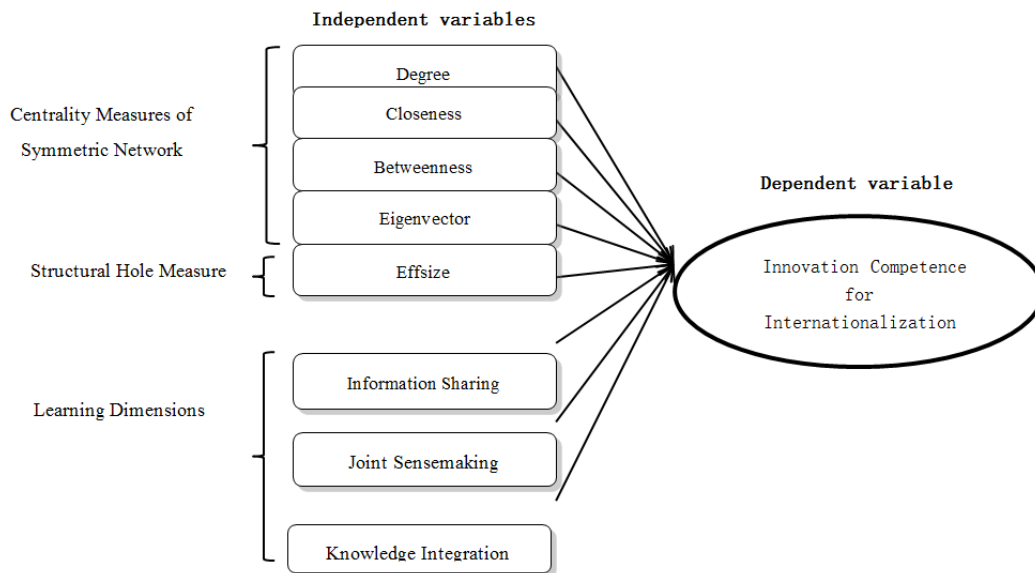 Independent variables
Degree
Centrality Measures of
Symmetric Network
Closeness
Betweenness
Eigenvector
Structural Hole Measure
Effsize
Learning Dimensions
Information Sharing
Joint Sensemaking
Knowledge Integration
Dependent variable
Innovation Competence
for
Internationalization